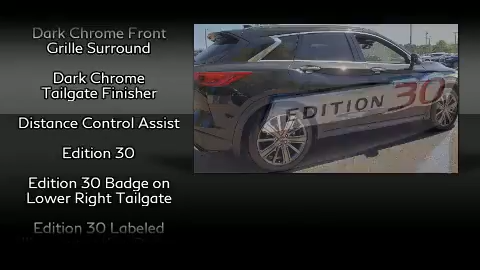 Dark Chrome Front
Grille Surround
Dark Chrome
Tailgate Finisher
Distance Control Assist
Edition 30
Edition 30 Badge on
Lower Right Tailgate
Edition 30 Labeled
EDITION 30